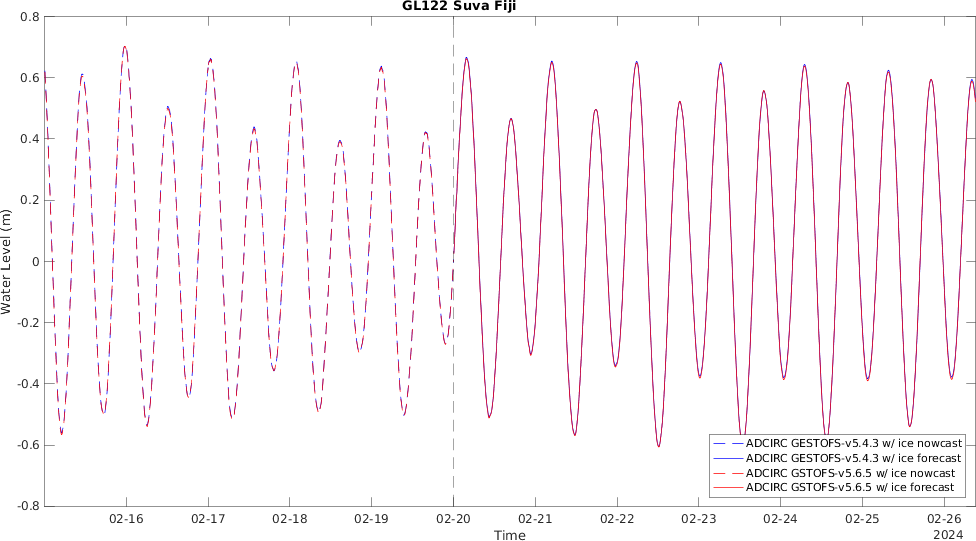 GL122 Suva Fiji
0.8
0.6
0.4
0.2
0
-0.2
-0.4
-0.6
-0.8
Water Level (m)
ADCIRC GESTOFS-v5.4.3 w/ ice nowcast
ADCIRC GESTOFS-v5.4.3 w/ ice forecast
ADCIRC GSTOFS-v5.6.5 w/ ice nowcast
ADCIRC GSTOFS-v5.6.5 w/ ice forecast
02-16 02-17 02-18 02-19 02-20 02-21 02-22 02-23 02-24 02-25 02-26
Time
2024